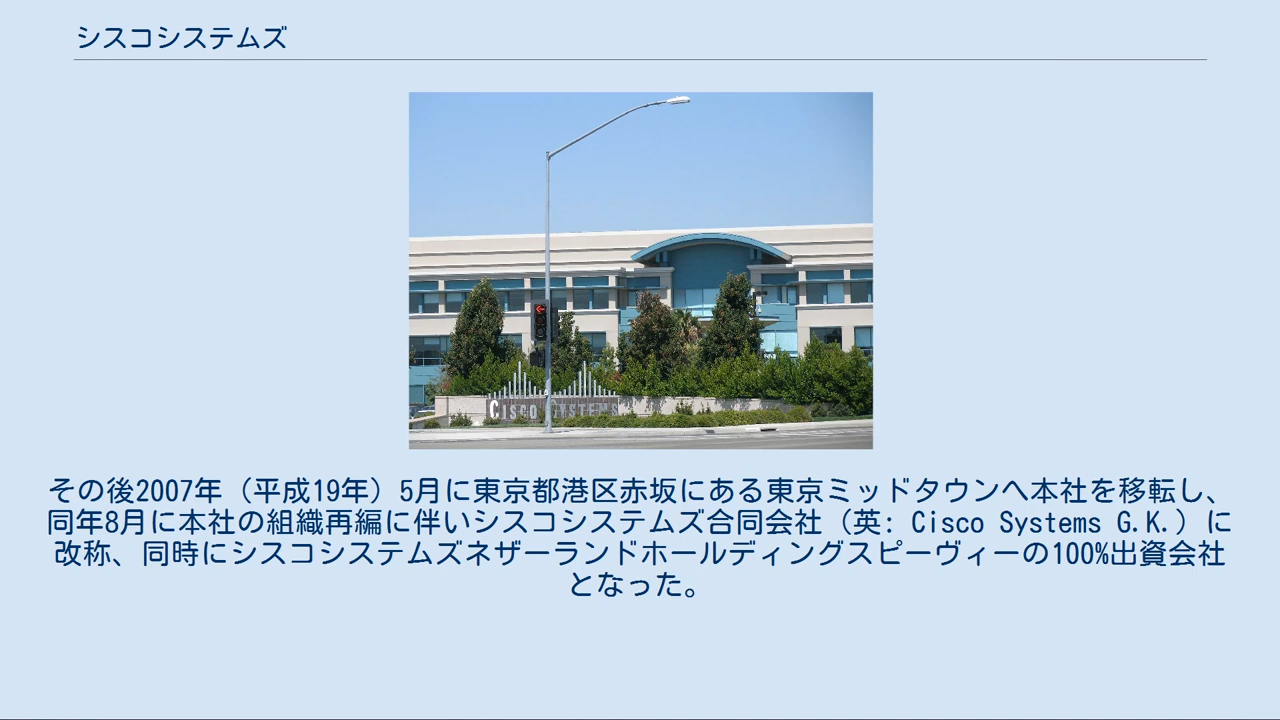 シスコシステムズ
CISCO SYSTEMS
その後2007年（平成19年）5月に東京都港区赤坂にある東京ミッドタウンへ本社を移転し、
同年8月に本社の組織再編に伴いシスコシステムズ合同会社（英: Cisco Systems G.K.）に
改称、同時にシスコシステムズネザーランドホールディングスピーヴィーの100%出資会社
となった。